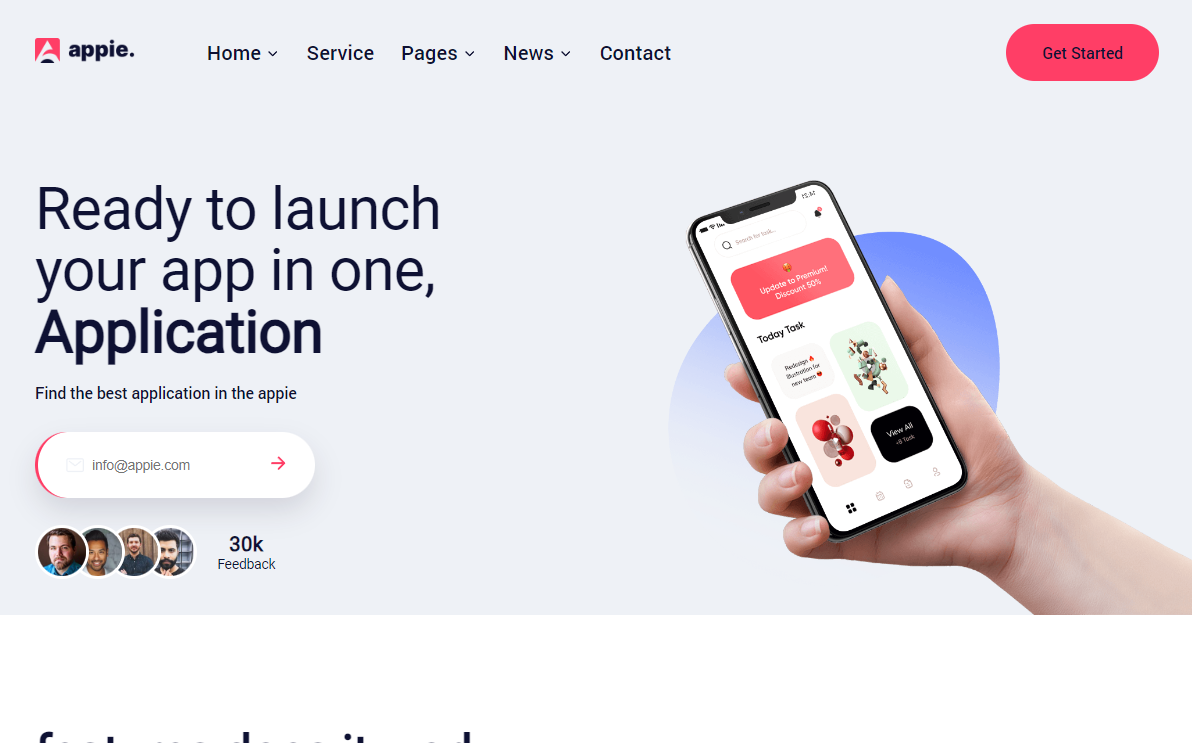 appie.
Home
Service
Pages
News
Contact
Get Started
Ready to launch
your app in one,
Application
Find the best application in the appie
info@appie.com
30k
Feedback
Search for task...
Update to Premium!
Discount 50%
Today Task
Redesign 🔥
illustration for
new team
View All
+8 Task